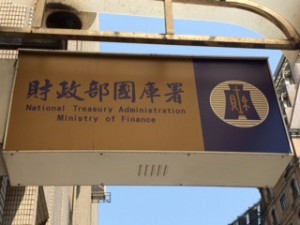 財政部國庫署
National Treasury Administration
Ministry of Finance